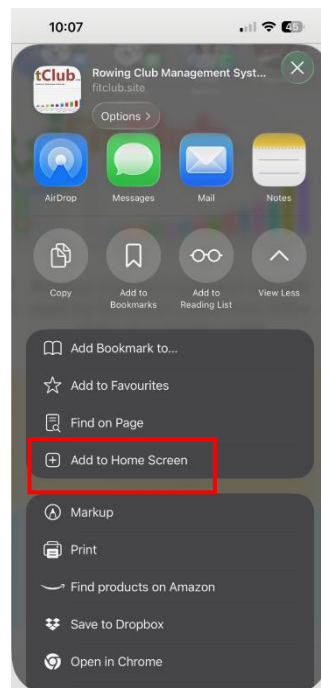 10:07
45
tClub
Rowing Club Management Syst...
fitclub.site
Options >
AirDrop
Messages
Mail
Notes
Copy
Add to
Bookmarks
Add to
Reading List
View Less
Add Bookmark to...
Add to Favourites
Find on Page
Add to Home Screen
Markup
Print
Find products on Amazon
Save to Dropbox
Open in Chrome